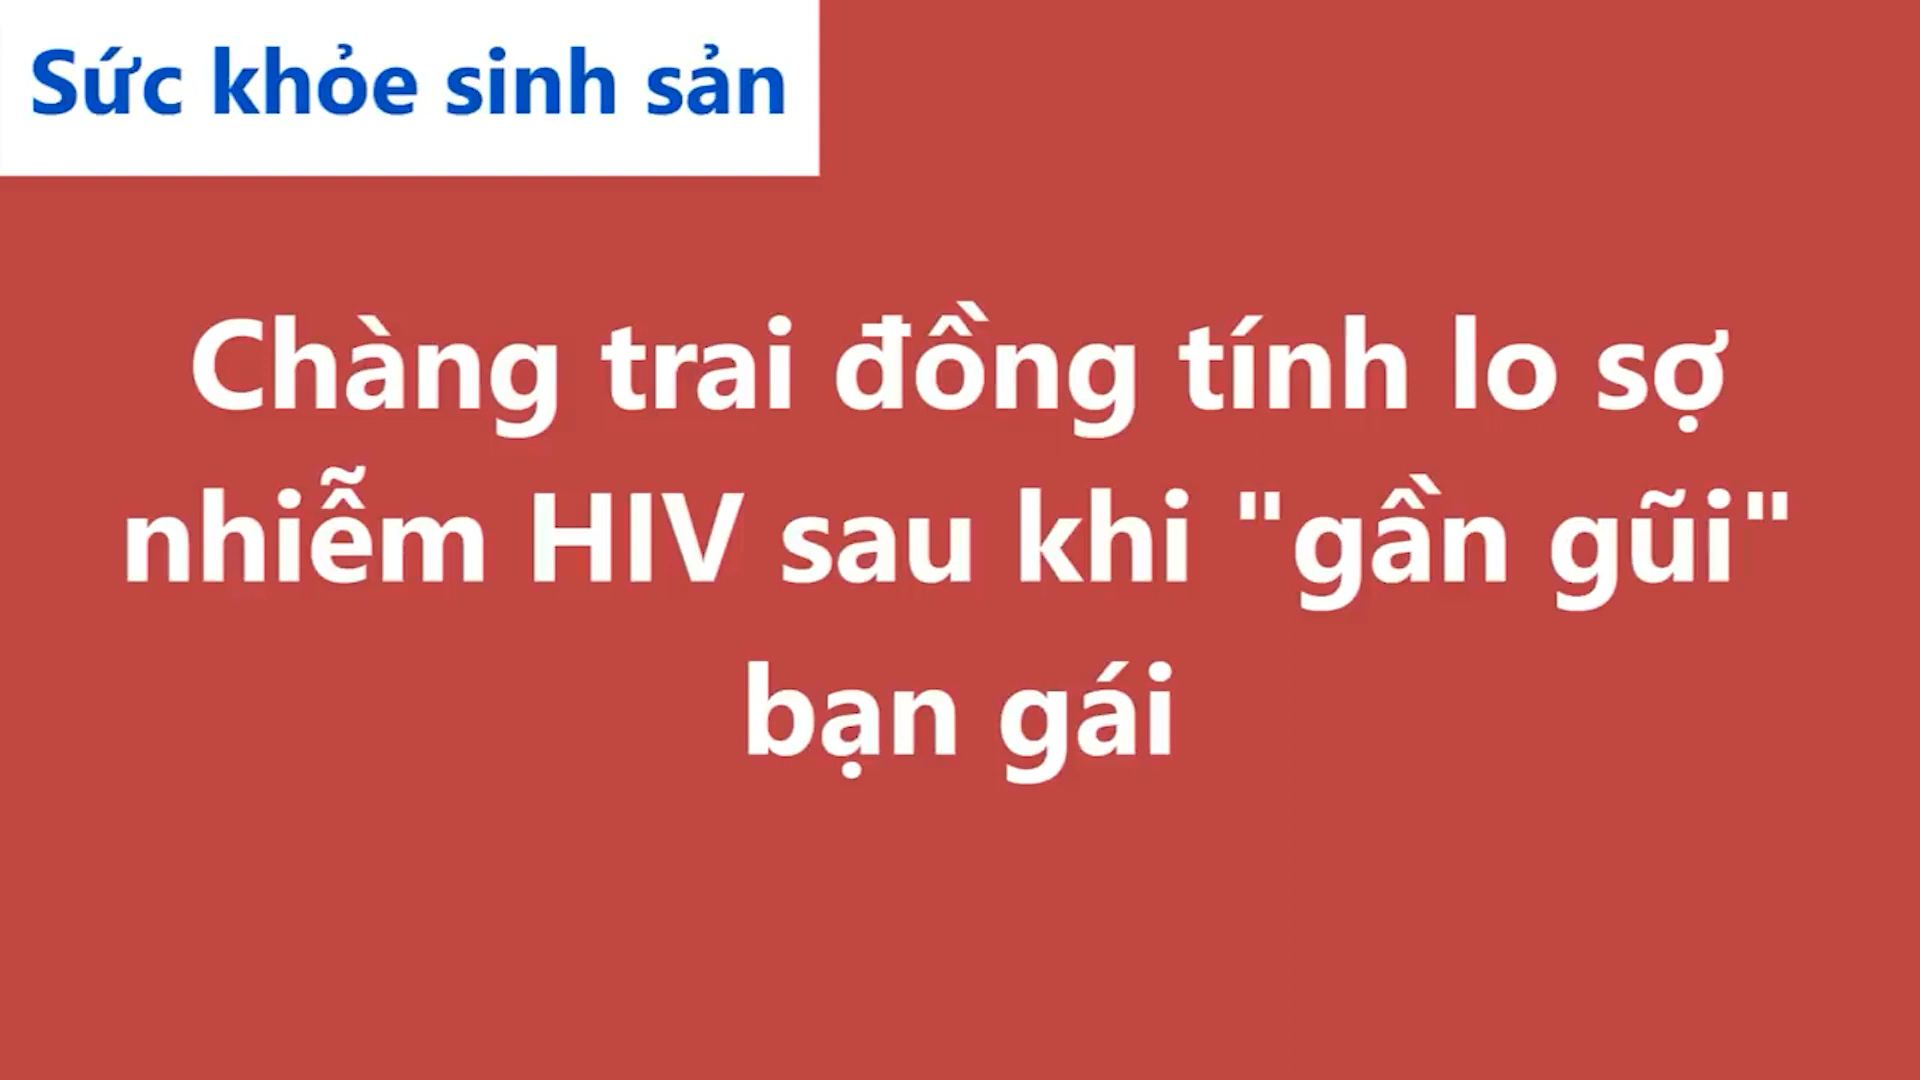 Sức khỏe sinh sản
Chàng trai đồng tính lo sợ
nhiễm HIV sau khi "gần gũi"
bạn gái